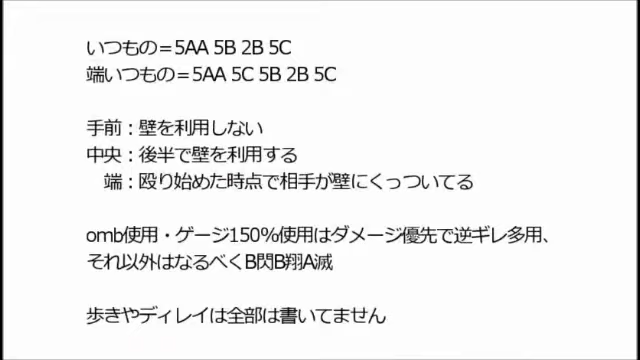 いつもの＝5AA 5B 2B 5C
端いつもの＝5AA 5C 5B 2B 5C
手前：壁を利用しない
中央：後半で壁を利用する
端：殴り始めた時点で相手が壁にくっついてる
omb使用・ゲージ150％使用はダメージ優先で逆ギレ多用、
それ以外はなるべくB閃B翔A滅
歩きやディレイは全部は書いてません